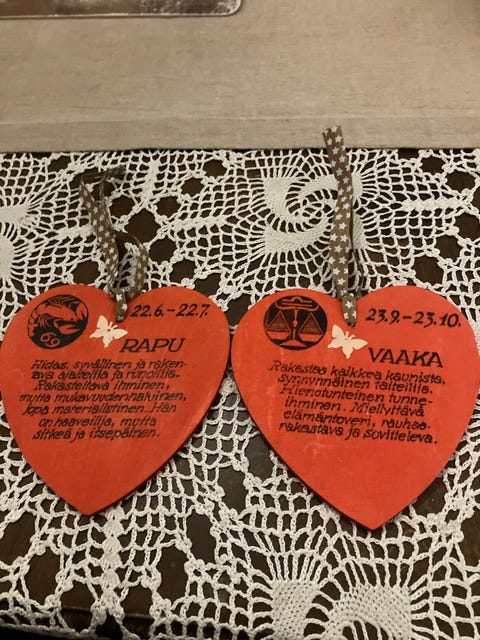 22.6.–22.7.
RAPU
Hidas, syvällinen ja raken-
tava ajatella ja runollla.
Rakastettava ihminen,
mutta mukavuudenhaluinen,
jopa materialistinen. Hän
on haaveilija, mutta
sitkeä ja itsepäinen.
23.9.–23.10.
VAAKA
Rakastaa kaikkea kaunista,
synnynnäinen taiteilija.
Hienotunteinen tunne-
ihminen. Miellyttävä
elämäntoveri, rauhaa-
rakastava ja sovitteleva.